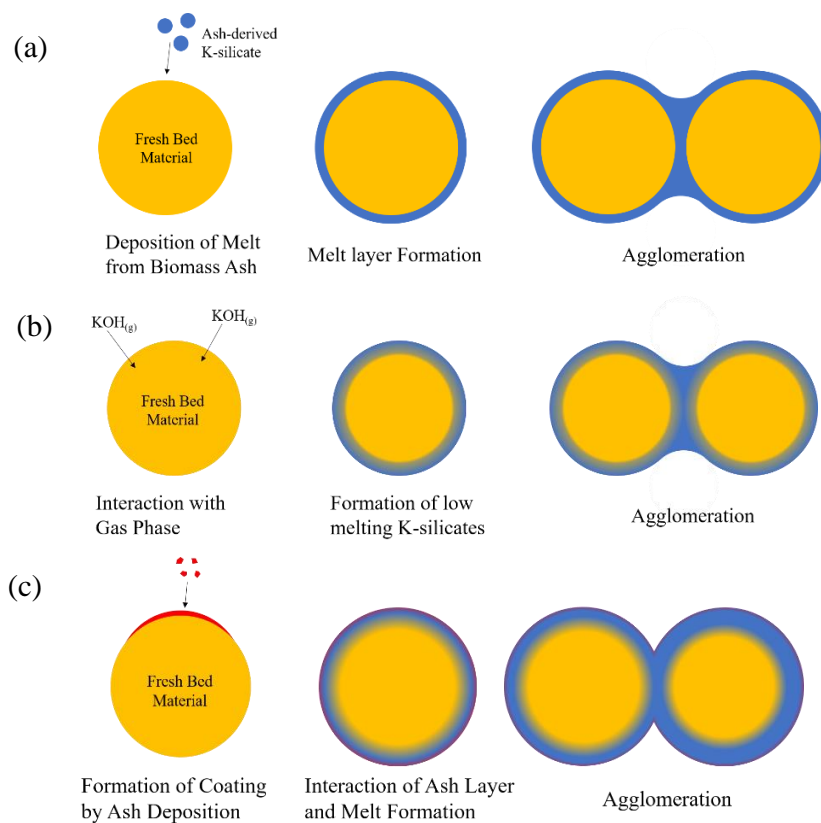 (a)
Ash-derived
K-silicate
Fresh Bed
Material
Deposition of Melt
from Biomass Ash
Melt layer Formation
Agglomeration
(b)
KOH(g)
KOH(g)
Fresh Bed
Material
Interaction with
Gas Phase
Formation of low
melting K-silicates
Agglomeration
(c)
Fresh Bed
Material
Formation of Coating
by Ash Deposition
Interaction of Ash Layer
and Melt Formation
Agglomeration